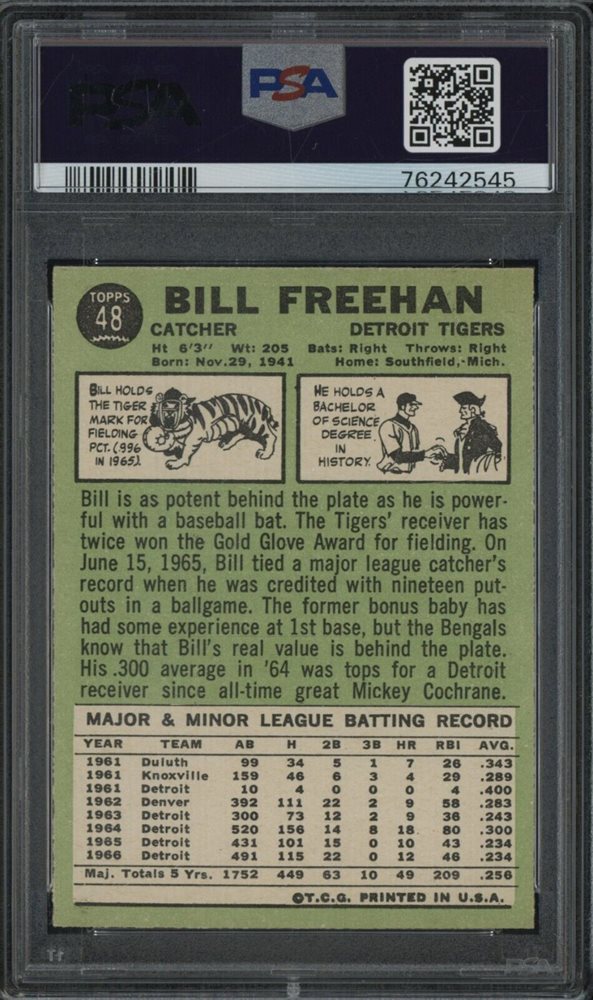 PSA
PSA
76242545
TOPPS
48
BILL FREEHAN
CATCHER DETROIT TIGERS
Ht 6'3" Wt: 205 Bats: Right Throws: Right
Born: Nov. 29, 1941 Home: Southfield, Mich.
BILL HOLDS
THE TIGER
MARK FOR
FIELDING
PCT. (.996
IN 1965).
HE HOLDS A
BACHELOR
OF SCIENCE
DEGREE
IN
HISTORY.
Bill is as potent behind the plate as he is power-
ful with a baseball bat. The Tigers' receiver has
twice won the Gold Glove Award for fielding. On
June 15, 1965, Bill tied a major league catcher's
record when he was credited with nineteen put-
outs in a ballgame. The former bonus baby has
had some experience at 1st base, but the Bengals
know that Bill's real value is behind the plate.
His .300 average in '64 was tops for a Detroit
receiver since all-time great Mickey Cochrane.
MAJOR & MINOR LEAGUE BATTING RECORD
YEAR TEAM AB H 2B 3B HR RBI AVG.
1961 Duluth 99 34 5 1 7 26 .343
1961 Knoxville 159 46 6 3 4 29 .289
1961 Detroit 10 4 0 0 0 4 .400
1962 Denver 392 111 22 2 9 58 .283
1963 Detroit 300 73 12 2 9 36 .243
1964 Detroit 520 156 14 8 18 80 .300
1965 Detroit 431 101 15 0 10 43 .234
1966 Detroit 491 115 22 0 12 46 .234
Maj. Totals 5 Yrs. 1752 449 63 10 49 209 .256
©T.C.G. PRINTED IN U.S.A.
PSA